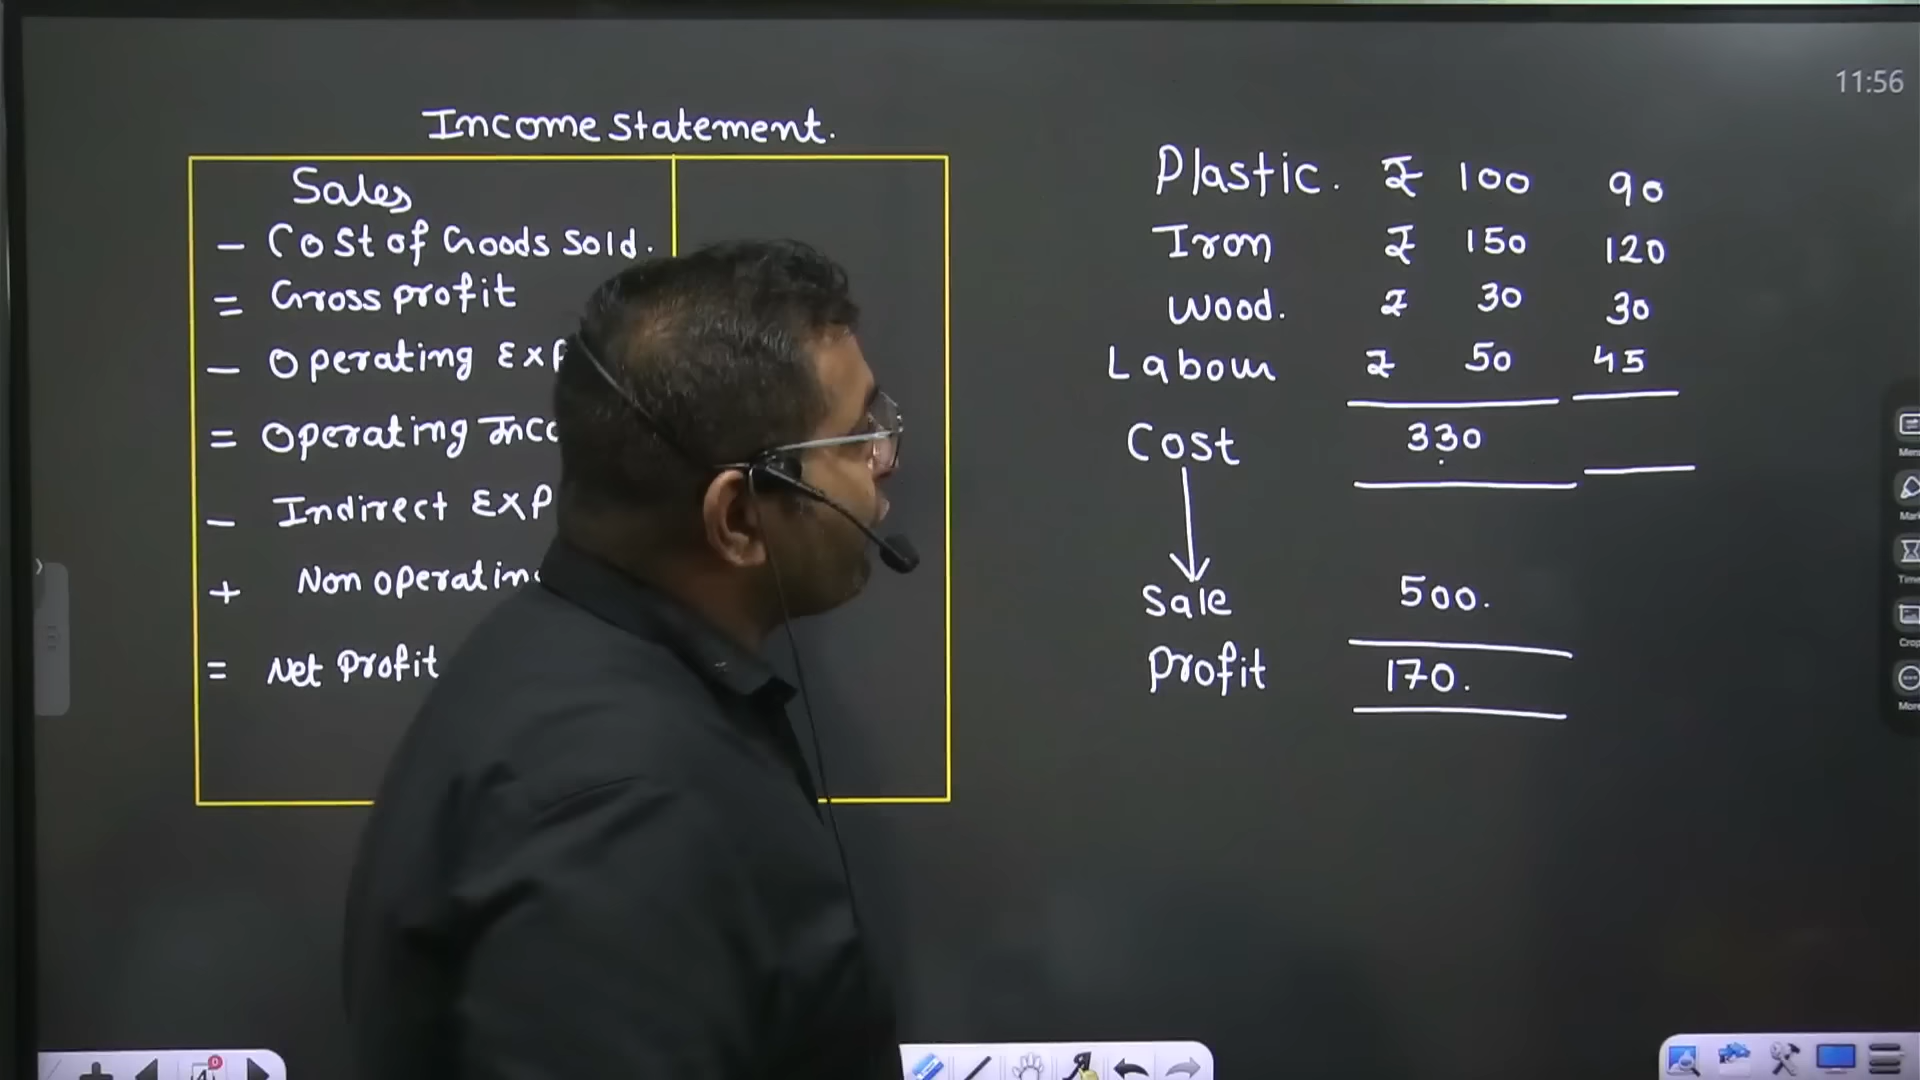 11:56
Income statement.
Sales
− Cost of Goods Sold.
= Gross profit
− Operating Exp
= Operating Inco
− Indirect Exp
+ Non operating
= Net Profit
Plastic. ₹ 100 90
Iron ₹ 150 120
Wood. ₹ 30 30
Labour ₹ 50 45
Cost 330
Sale 500.
Profit 170.